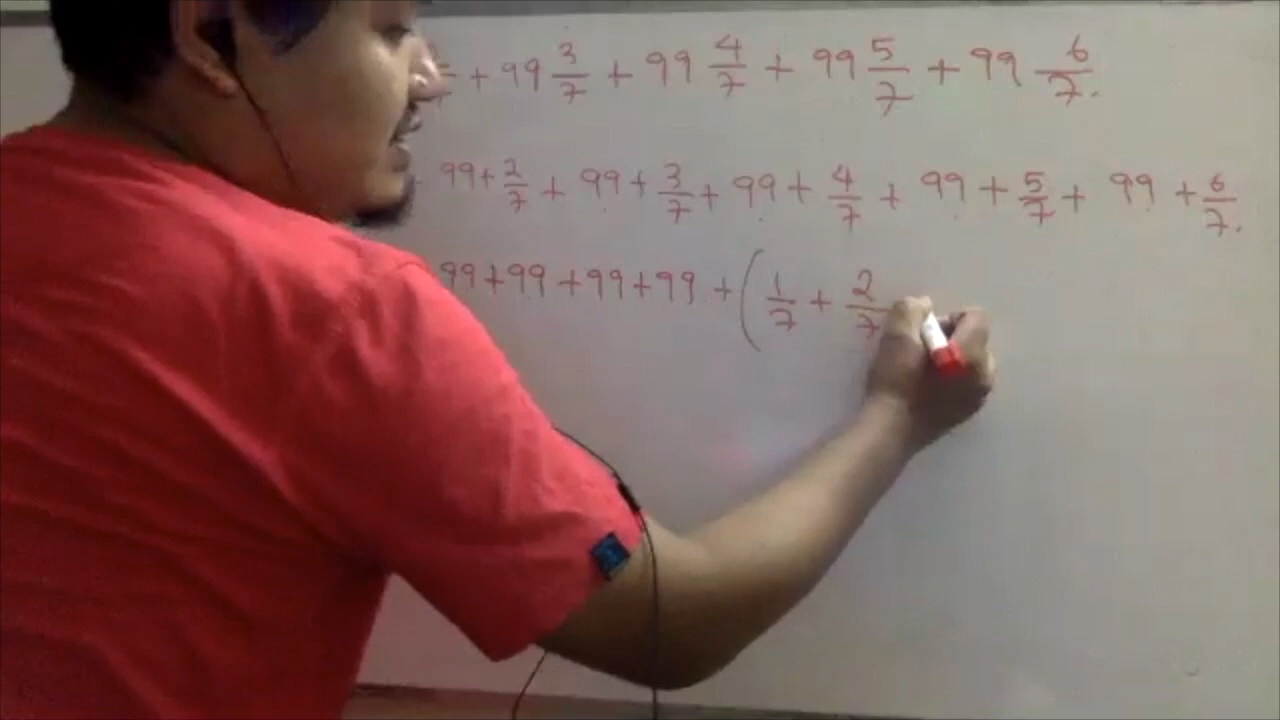 + 99 3/7 + 99 4/7 + 99 5/7 + 99 6/7.
99 + 2/7 + 99 + 3/7 + 99 + 4/7 + 99 + 5/7 + 99 + 6/7.
99 + 99 + 99 + 99 + ( 1/7 + 2/7